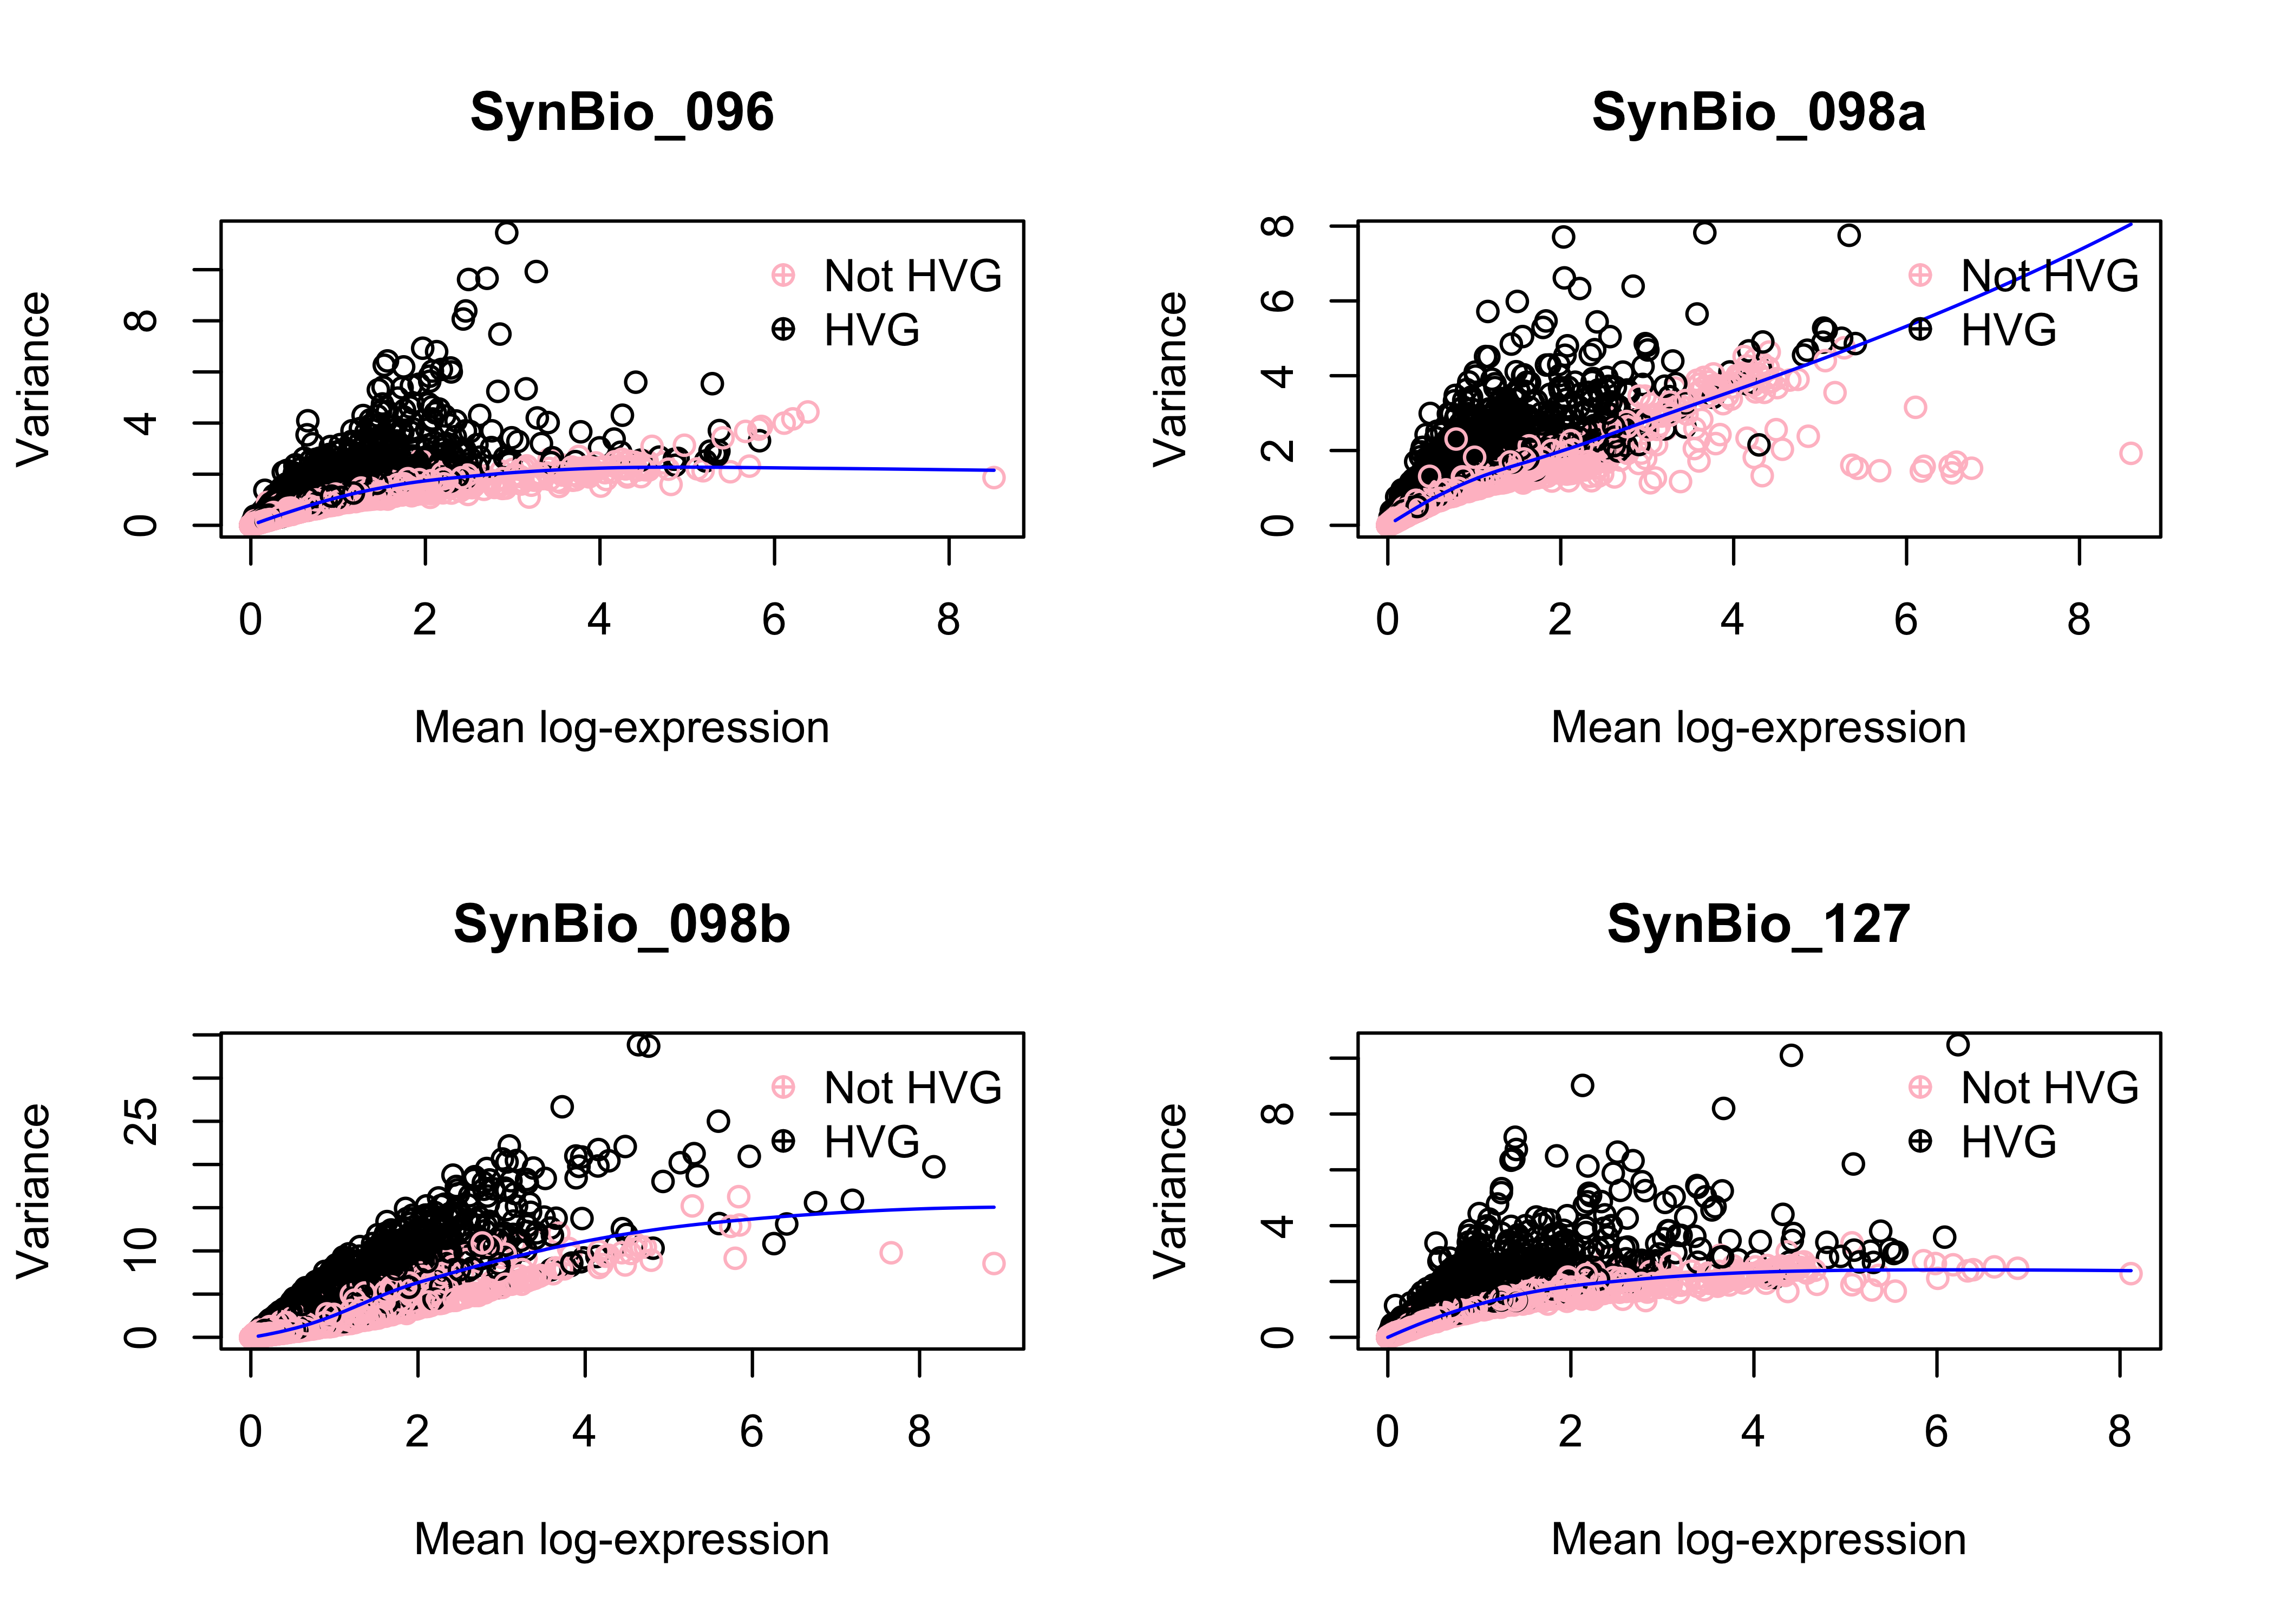 SynBio_096
Variance
8
4
0
Not HVG
HVG
0 2 4 6 8
Mean log-expression
SynBio_098a
Variance
8
6
4
2
0
Not HVG
HVG
0 2 4 6 8
Mean log-expression
SynBio_098b
Variance
25
10
0
Not HVG
HVG
0 2 4 6 8
Mean log-expression
SynBio_127
Variance
8
4
0
Not HVG
HVG
0 2 4 6 8
Mean log-expression